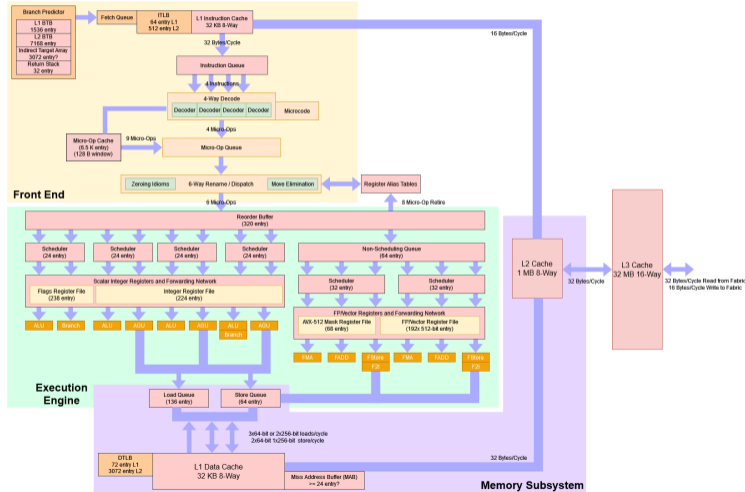 Branch Predictor
L1 BTB
1536 entry
L2 BTB
7168 entry
Indirect Target Array
3072 entry?
Return Stack
32 entry
Fetch Queue
ITLB
64 entry L1
512 entry L2
L1 Instruction Cache
32 KB 8-Way
32 Bytes/Cycle
16 Bytes/Cycle
Instruction Queue
4 Instructions
4-Way Decode
Decoder Decoder Decoder Decoder
Microcode
4 Micro-Ops
Micro-Op Cache
(6.5 K entry)
(128 B window)
9 Micro-Ops
Micro-Op Queue
Zeroing Idioms
6-Way Rename / Dispatch
Move Elimination
Register Alias Tables
Front End
6 Micro-Ops
8 Micro-Op Retire
Reorder Buffer
(320 entry)
Scheduler
(24 entry)
Scheduler
(24 entry)
Scheduler
(24 entry)
Scheduler
(24 entry)
Non-Scheduling Queue
(64 entry)
Scheduler
(32 entry)
Scheduler
(32 entry)
Scalar Integer Registers and Forwarding Network
Flags Register File
(238 entry)
Integer Register File
(224 entry)
FP/Vector Registers and Forwarding Network
AVX-512 Mask Register File
(68 entry)
FP/Vector Register File
(192x 512-bit entry)
ALU
Branch
ALU
AGU
ALU
AGU
ALU
Branch
AGU
FMA
FADD
FStore
F2I
FMA
FADD
FStore
F2I
Execution
Engine
Load Queue
(136 entry)
Store Queue
(64 entry)
3x64-bit or 2x256-bit loads/cycle
2x64-bit 1x256-bit store/cycle
DTLB
72 entry L1
3072 entry L2
L1 Data Cache
32 KB 8-Way
Miss Address Buffer (MAB)
== 24 entry?
32 Bytes/Cycle
Memory Subsystem
L2 Cache
1 MB 8-Way
32 Bytes/Cycle
L3 Cache
32 MB 16-Way
32 Bytes/Cycle Read from Fabric
16 Bytes/Cycle Write to Fabric